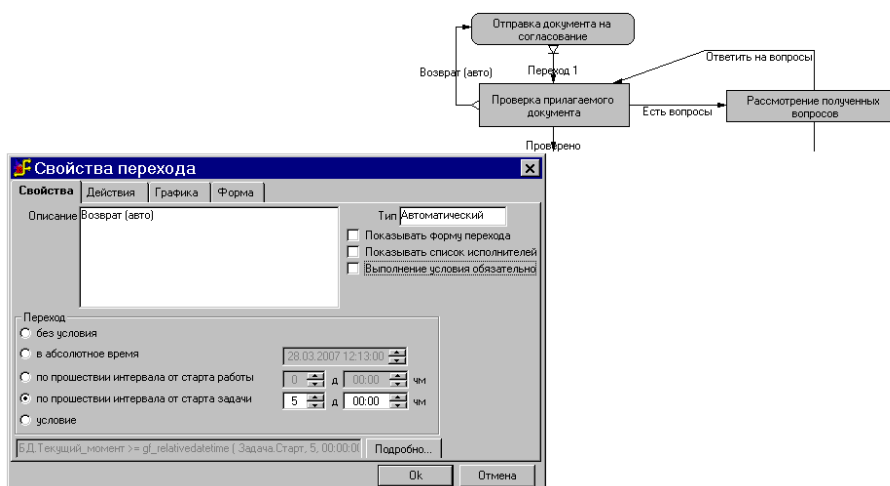 Отправка документа на
согласование
Возврат (авто)
Переход 1
Ответить на вопросы
Проверка прилагаемого
документа
Есть вопросы
Рассмотрение полученных
вопросов
Проверено
Свойства перехода
Свойства Действия Графика Форма
Описание Возврат (авто)
Тип Автоматический
Показывать форму перехода
Показывать список исполнителей
Выполнение условия обязательно
Переход
без условия
в абсолютное время 28.03.2007 12:13:00
по прошествии интервала от старта работы 0 д 00:00 чм
по прошествии интервала от старта задачи 5 д 00:00 чм
условие
БД.Текущий_момент >= gf_relativedatetime ( Задача.Старт, 5, 00:00:00
Подробно...
Ok Отмена